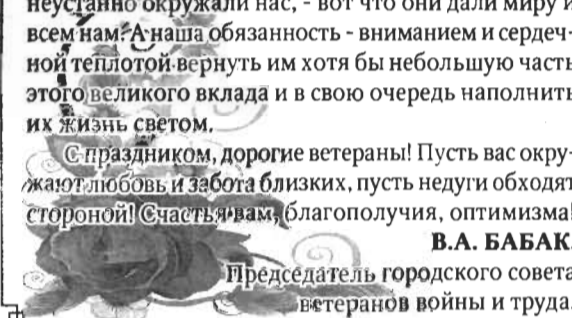 неустанно окружали нас, - вот что они дали миру и
всем нам. А наша обязанность - вниманием и сердеч-
ной теплотой вернуть им хотя бы небольшую часть
этого великого вклада и в свою очередь наполнить
их жизнь светом.
С праздником, дорогие ветераны! Пусть вас окру-
жают любовь и забота близких, пусть недуги обходят
стороной! Счастья вам, благополучия, оптимизма!
В.А. БАБАК.
Председатель городского совета
ветеранов войны и труда.